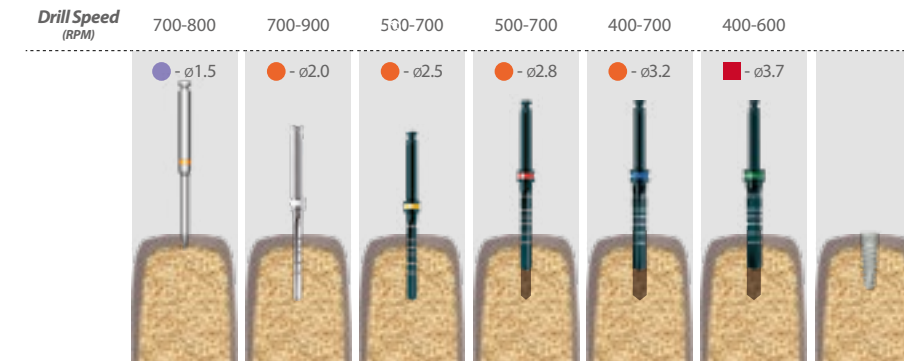 Drill Speed 700-800 700-900 500-700 500-700 400-700 400-600
(RPM)
- ø1.5 - ø2.0 - ø2.5 - ø2.8 - ø3.2 - ø3.7